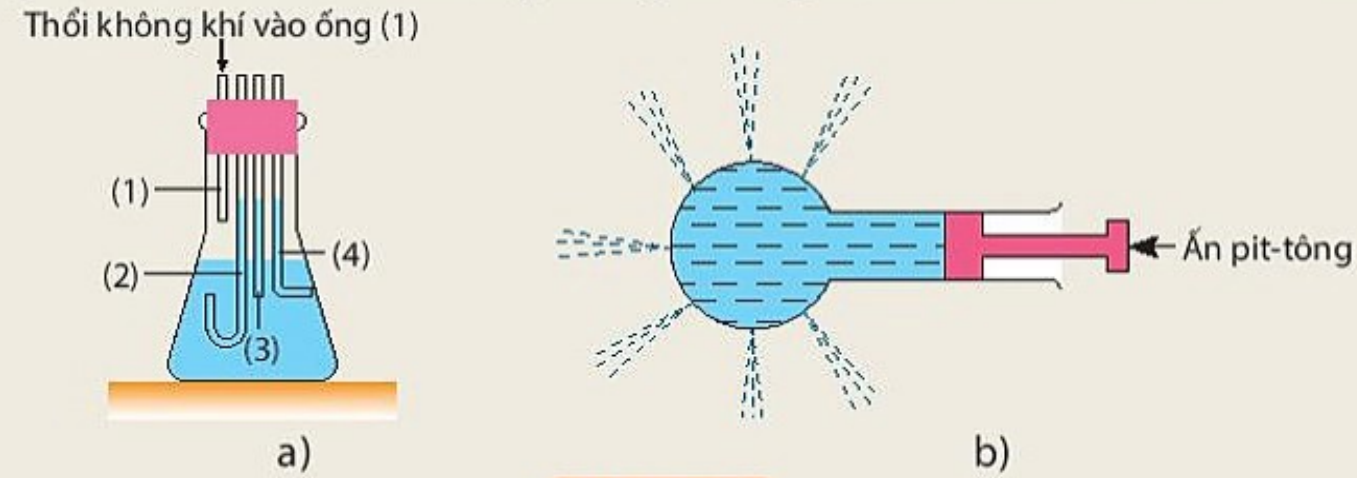 Thổi không khí vào ống (1)
(1)
(2)
(3)
(4)
Ấn pit-tông
a)
b)